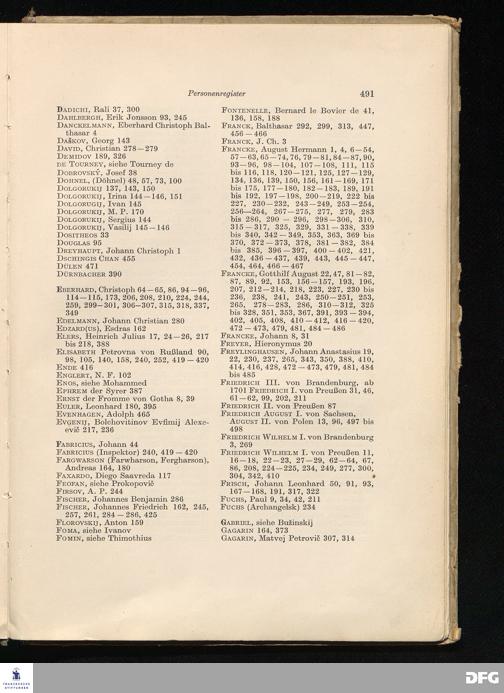 Personenregister 491
DADICHI, Rali 37, 300
DAHLBERGH, Erik Jonsson 93, 245
DANCKELMANN, Eberhard Christoph Bal-
thasar 4
DAŠKOV, Georg 143
DAVID, Christian 278–279
DEMIDOV 189, 326
DE TOURNEY, siehe Tourney de
DOBROVSKÝ, Josef 38
DOHNEL, (Döhnel) 48, 57, 73, 100
DOLGORUKIJ 137, 143, 150
DOLGORUKIJ, Irina 144–146, 151
DOLGORUGIJ, Ivan 145
DOLGORUKIJ, M. P. 170
DOLGORUKIJ, Sergius 144
DOLGORUKIJ, Vasilij 145–146
DOSITHEOS 33
DOUGLAS 95
DREYHAUPT, Johann Christoph 1
DSCHINGIS CHAN 455
DÜLEN 471
DÜRNBACHER 390
EBERHARD, Christoph 64–65, 86, 94–96,
114–115, 173, 206, 208, 210, 224, 244,
259, 299–301, 306–307, 315, 318, 337,
349
EDELMANN, Johann Christian 280
EDZARD(US), Esdras 162
ELERS, Heinrich Julius 17, 24–26, 217
bis 218, 388
ELISABETH Petrovna von Rußland 90,
98, 105, 140, 158, 240, 252, 419–420
ENDE 416
ENGLERT, N. F. 102
ENOS, siehe Mohammed
EPHREM der Syrer 387
ERNST der Fromme von Gotha 8, 39
EULER, Leonhard 180, 395
EVENHAGEN, Adolph 465
EVGENIJ, Bolchovitinov Evfimij Alexe-
evič 217, 236
FABRICIUS, Johann 44
FABRICIUS (Inspektor) 240, 419–420
FARGWARSON (Farwharson, Fergharson),
Andreas 164, 180
FAXARDO, Diego Saavreda 117
FEOFAN, siehe Prokopovič
FIRSOV, A. P. 244
FISCHER, Johannes Benjamin 286
FISCHER, Johannes Friedrich 162, 245,
257, 261, 284–286, 425
FLOROVSKIJ, Anton 159
FOMA, siehe Ivanov
FOMIN, siehe Thimothius
FONTENELLE, Bernard le Bovier de 41,
136, 158, 188
FRANCK, Balthasar 292, 299, 313, 447,
456–466
FRANCK, J. Ch. 3
FRANCKE, August Hermann 1, 4, 6–54,
57–63, 65–74, 76, 79–81, 84–87, 90,
93–96, 98–104, 107–108, 111, 115
bis 116, 118, 120–121, 125, 127–129,
134, 136, 139, 150, 156, 161–169, 171
bis 175, 177–180, 182–183, 189, 191
bis 192, 197–198, 200–219, 222 bis
227, 230–232, 243–249, 253–254,
256–264, 267–275, 277, 279, 283
bis 286, 290–296, 298–306, 310,
315–317, 325, 329, 331–338, 339
bis 340, 342–349, 353, 363, 369 bis
370, 372–373, 378, 381–382, 384
bis 385, 396–397, 400–402, 421,
432, 436–437, 439, 443, 445–447,
454, 464, 466–467
FRANCKE, Gotthilf August 22, 47, 81–82,
87, 89, 92, 153, 156–157, 193, 196,
207, 212–214, 218, 223, 227, 230 bis
236, 238, 241, 243, 250–251, 253,
265, 278–283, 286, 310–312, 325
bis 328, 351, 353, 367, 391, 393–394,
402, 405, 408, 410–412, 416–420,
472–473, 479, 481, 484–486
FRANCKE, Johann 8, 31
FREYER, Hieronymus 20
FREYLINGHAUSEN, Johann Anastasius 19,
22, 230, 237, 265, 343, 350, 388, 410,
414, 416, 428, 472–473, 479, 481, 484
bis 485
FRIEDRICH III. von Brandenburg, ab
1701 FRIEDRICH I. von Preußen 31, 46,
61–62, 99, 202, 211
FRIEDRICH II. von Preußen 87
FRIEDRICH AUGUST I. von Sachsen,
AUGUST II. von Polen 13, 96, 497 bis
498
FRIEDRICH WILHELM I. von Brandenburg
3, 269
FRIEDRICH WILHELM I. von Preußen 11,
16–18, 22–23, 27–29, 62–64, 67,
86, 208, 224–225, 234, 249, 277, 300,
304, 342, 410
FRISCH, Johann Leonhard 50, 91, 93,
167–168, 191, 317, 322
FUCHS, Paul 9, 34, 42, 211
FUCHS (Archangelsk) 234
GABRIEL, siehe Bužinskij
GAGARIN 164, 373
GAGARIN, Matvej Petrovič 307, 314
FRANCKESCHE
STIFTUNGEN
DFG